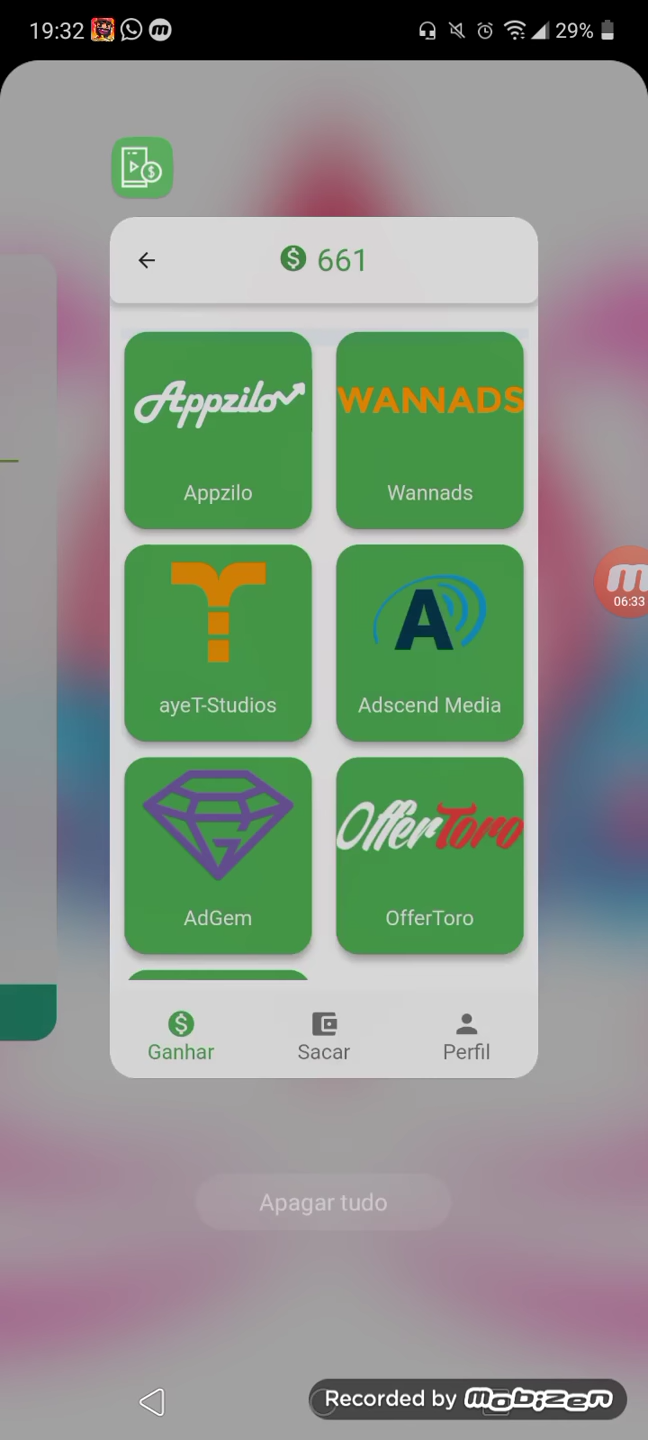 19:32
29%
661
Appzilo
WANNADS
Appzilo
Wannads
A
ayeT-Studios
Adscend Media
OfferToro
AdGem
OfferToro
Ganhar
Sacar
Perfil
06:33
Apagar tudo
Recorded by mobizen